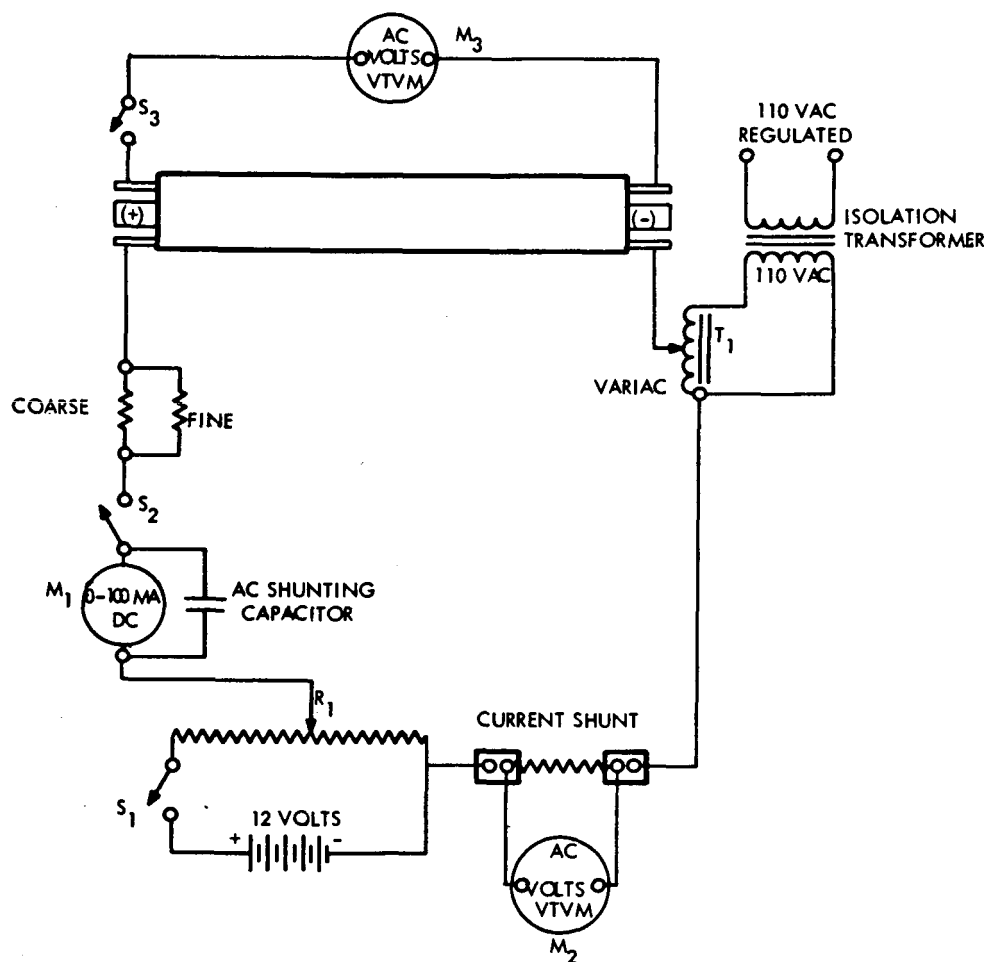 AC
VOLTS
VTVM
M3
S3
110 VAC
REGULATED
(+)
(-)
ISOLATION
TRANSFORMER
110 VAC
T1
VARIAC
COARSE
FINE
S2
M1
0-100 MA
DC
AC SHUNTING
CAPACITOR
R1
CURRENT SHUNT
S1
12 VOLTS
+
-
AC
VOLTS
VTVM
M2